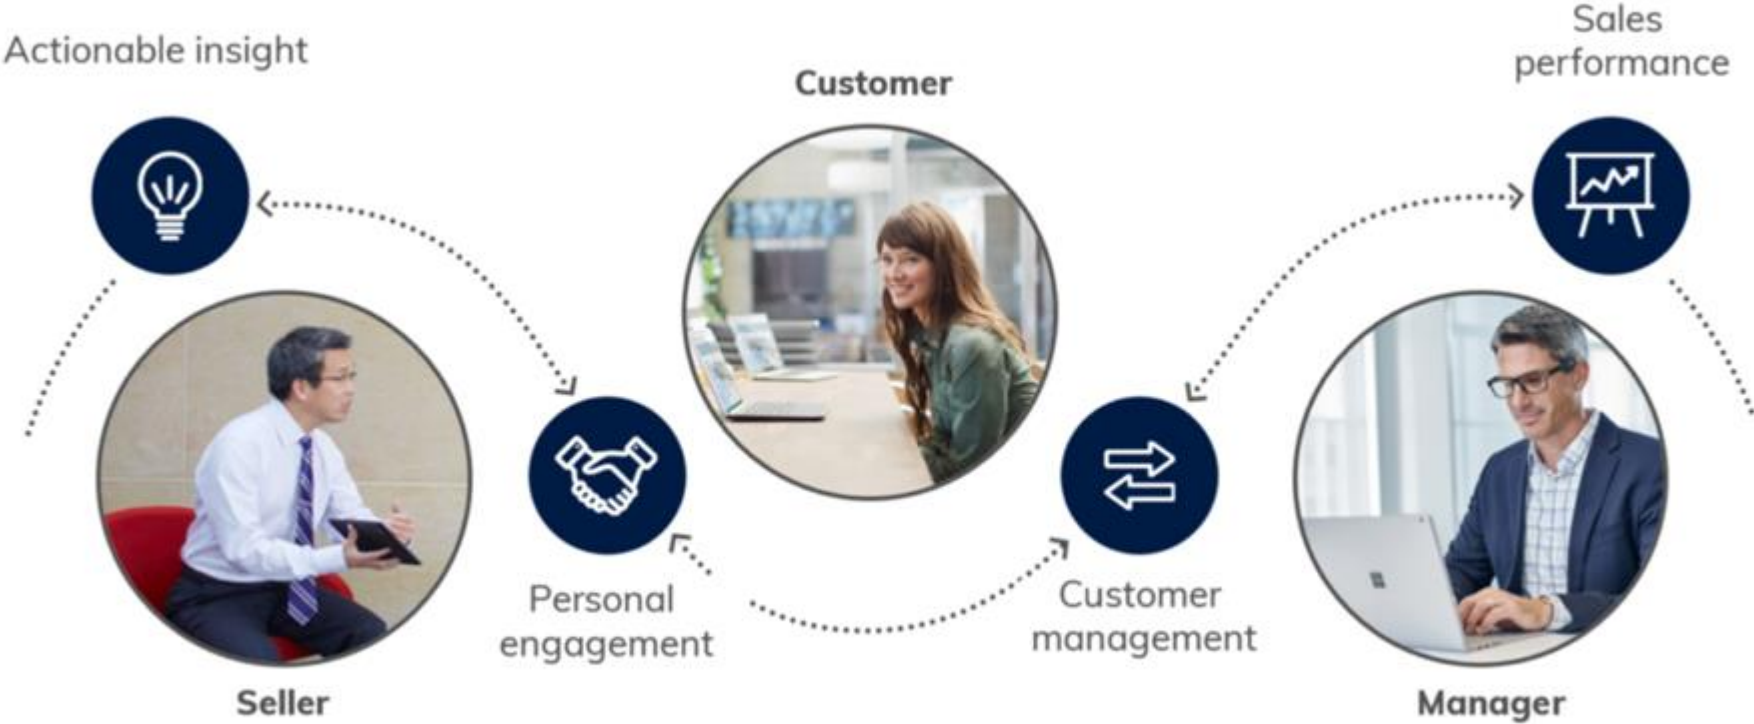 Actionable insight
Sales
performance
Customer
Personal
engagement
Customer
management
Seller
Manager